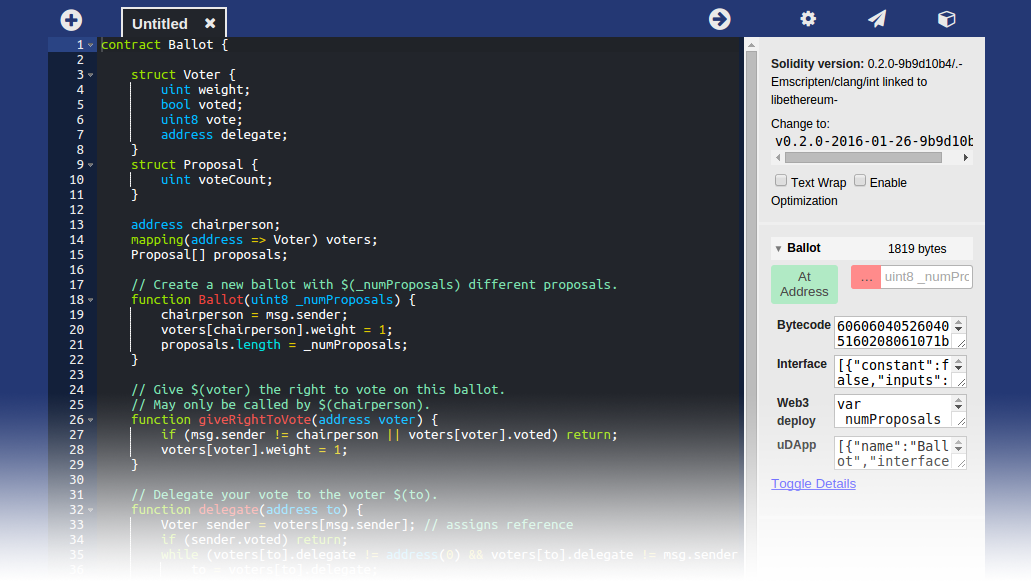 Untitled ✖
1 contract Ballot {
2
3     struct Voter {
4         uint weight;
5         bool voted;
6         uint8 vote;
7         address delegate;
8     }
9     struct Proposal {
10         uint voteCount;
11     }
12
13     address chairperson;
14     mapping(address => Voter) voters;
15     Proposal[] proposals;
16
17     // Create a new ballot with $(_numProposals) different proposals.
18     function Ballot(uint8 _numProposals) {
19         chairperson = msg.sender;
20         voters[chairperson].weight = 1;
21         proposals.length = _numProposals;
22     }
23
24     // Give $(voter) the right to vote on this ballot.
25     // May only be called by $(chairperson).
26     function giveRightToVote(address voter) {
27         if (msg.sender != chairperson || voters[voter].voted) return;
28         voters[voter].weight = 1;
29     }
30
31     // Delegate your vote to the voter $(to).
32     function delegate(address to) {
33         Voter sender = voters[msg.sender]; // assigns reference
34         if (sender.voted) return;
35         while (voters[to].delegate != address(0) && voters[to].delegate != msg.sender
36             to = voters[to].delegate;
Solidity version: 0.2.0-9b9d10b4/.-
Emscripten/clang/int linked to
libethereum-
Change to:
v0.2.0-2016-01-26-9b9d10b
Text Wrap Enable
Optimization
Ballot 1819 bytes
At
Address
... uint8 _numPro
Bytecode 60606040526040
5160208061071b
Interface [{"constant":f
alse,"inputs":
Web3
deploy
var
_numProposals
uDApp [{"name":"Ball
ot","interface
Toggle Details